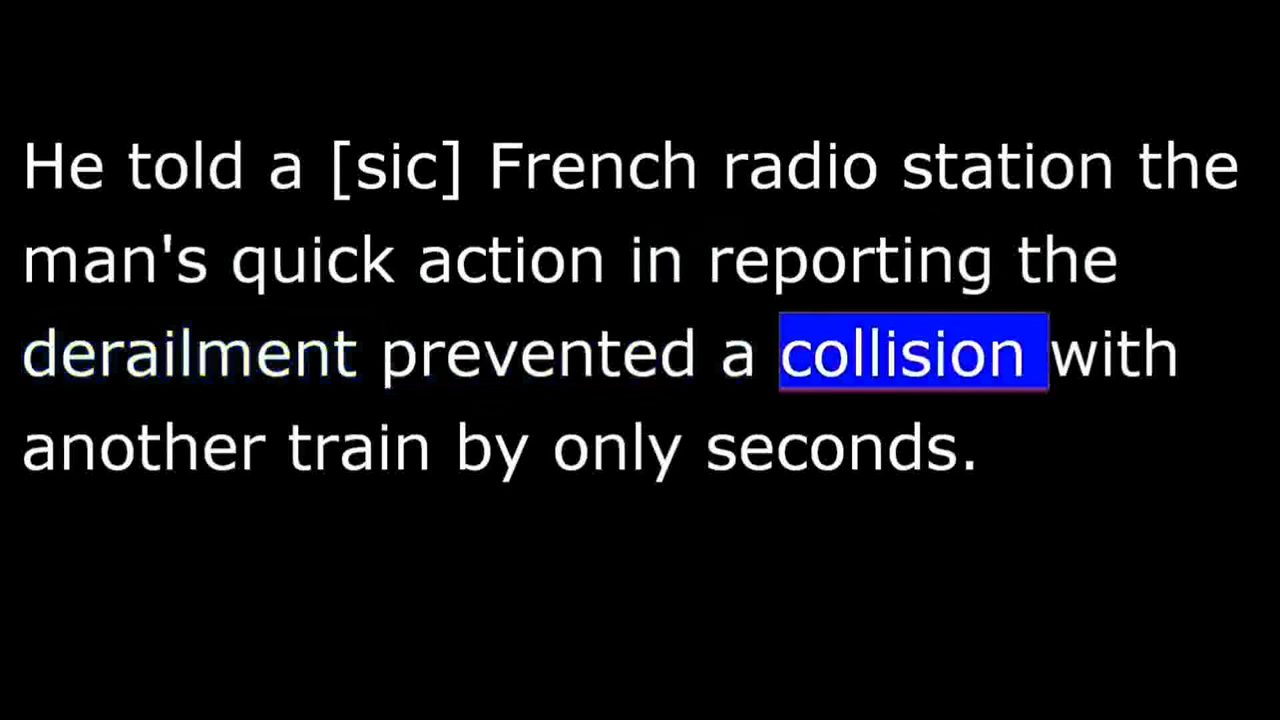 He told a [sic] French radio station the
man's quick action in reporting the
derailment prevented a collision with
another train by only seconds.